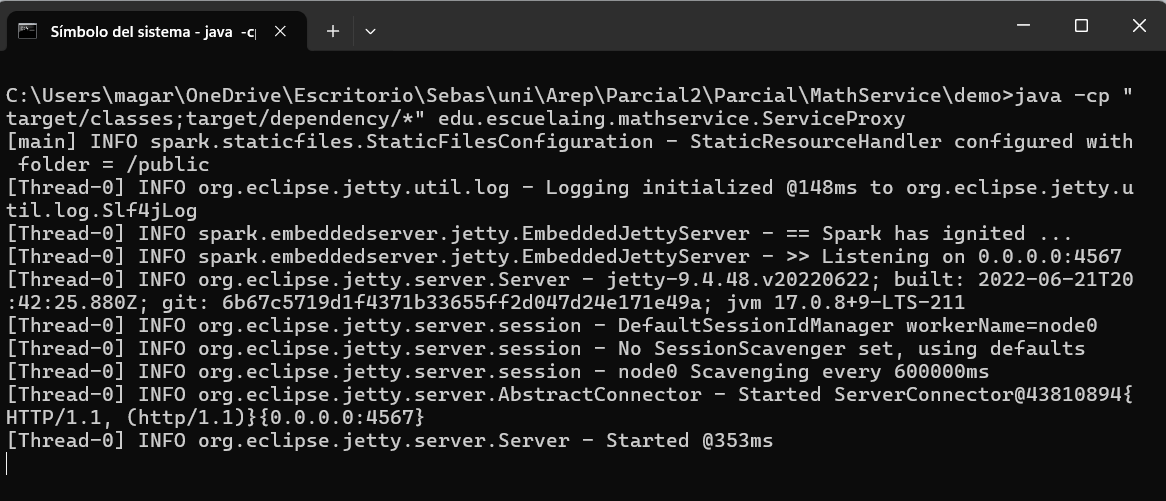 Símbolo del sistema - java -cp
C:\Users\magar\OneDrive\Escritorio\Sebas\uni\Arep\Parcial2\Parcial\MathService\demo>java -cp "
target/classes;target/dependency/*" edu.escuelaing.mathservice.ServiceProxy
[main] INFO spark.staticfiles.StaticFilesConfiguration - StaticResourceHandler configured with
 folder = /public
[Thread-0] INFO org.eclipse.jetty.util.log - Logging initialized @148ms to org.eclipse.jetty.u
til.log.Slf4jLog
[Thread-0] INFO spark.embeddedserver.jetty.EmbeddedJettyServer - == Spark has ignited ...
[Thread-0] INFO spark.embeddedserver.jetty.EmbeddedJettyServer - >> Listening on 0.0.0.0:4567
[Thread-0] INFO org.eclipse.jetty.server.Server - jetty-9.4.48.v20220622; built: 2022-06-21T20
:42:25.880Z; git: 6b67c5719d1f4371b33655ff2d047d24e171e49a; jvm 17.0.8+9-LTS-211
[Thread-0] INFO org.eclipse.jetty.server.session - DefaultSessionIdManager workerName=node0
[Thread-0] INFO org.eclipse.jetty.server.session - No SessionScavenger set, using defaults
[Thread-0] INFO org.eclipse.jetty.server.session - node0 Scavenging every 600000ms
[Thread-0] INFO org.eclipse.jetty.server.AbstractConnector - Started ServerConnector@43810894{
HTTP/1.1, (http/1.1)}{0.0.0.0:4567}
[Thread-0] INFO org.eclipse.jetty.server.Server - Started @353ms